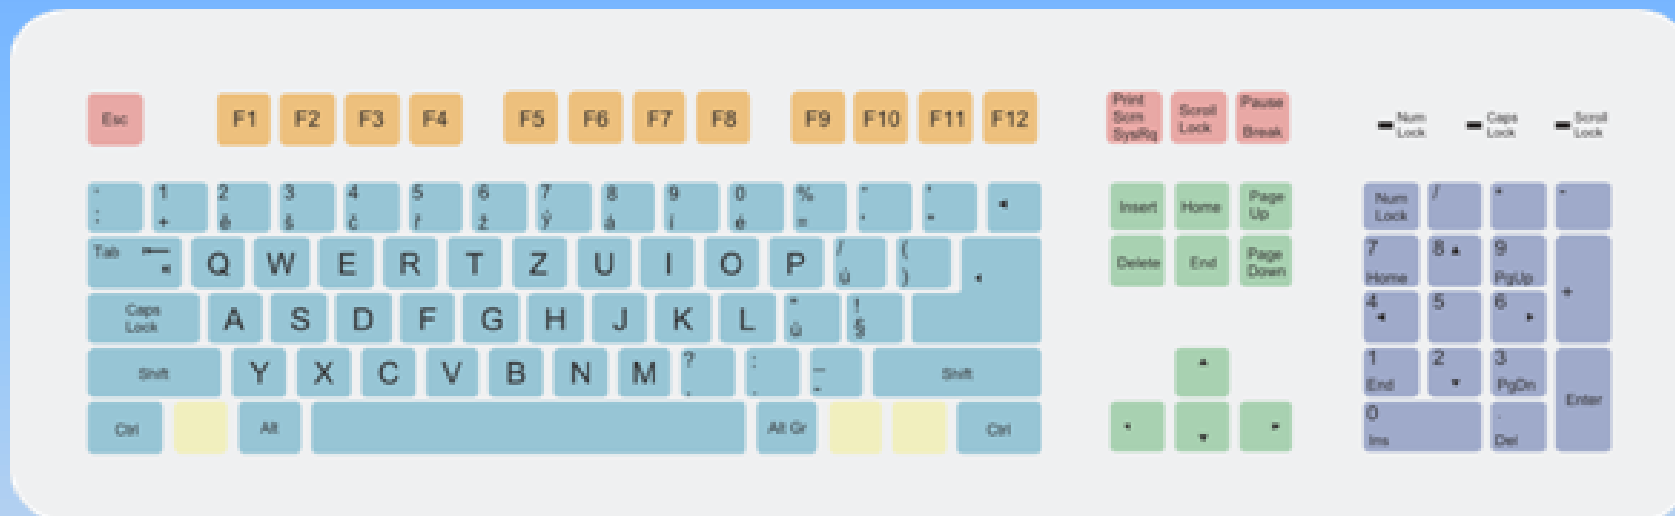 Esc F1 F2 F3 F4 F5 F6 F7 F8 F9 F10 F11 F12
Print
Scrn
SysRq
Scroll
Lock
Pause
Break
Num
Lock
Caps
Lock
Scroll
Lock
1 2 3 4 5 6 7 8 9 0 %
; + ě š č ř ž ý á í é =
Insert Home Page
Up
Num
Lock
/ * -
Tab Q W E R T Z U I O P / (
ú )
Delete End Page
Down
7 8 9
Home PgUp
+
Caps
Lock
A S D F G H J K L " !
ů §
4 5 6
Shift Y X C V B N M ? : _
, . - Shift
1 2 3
End PgDn
Enter
Ctrl Alt Alt Gr Ctrl
0 .
Ins Del